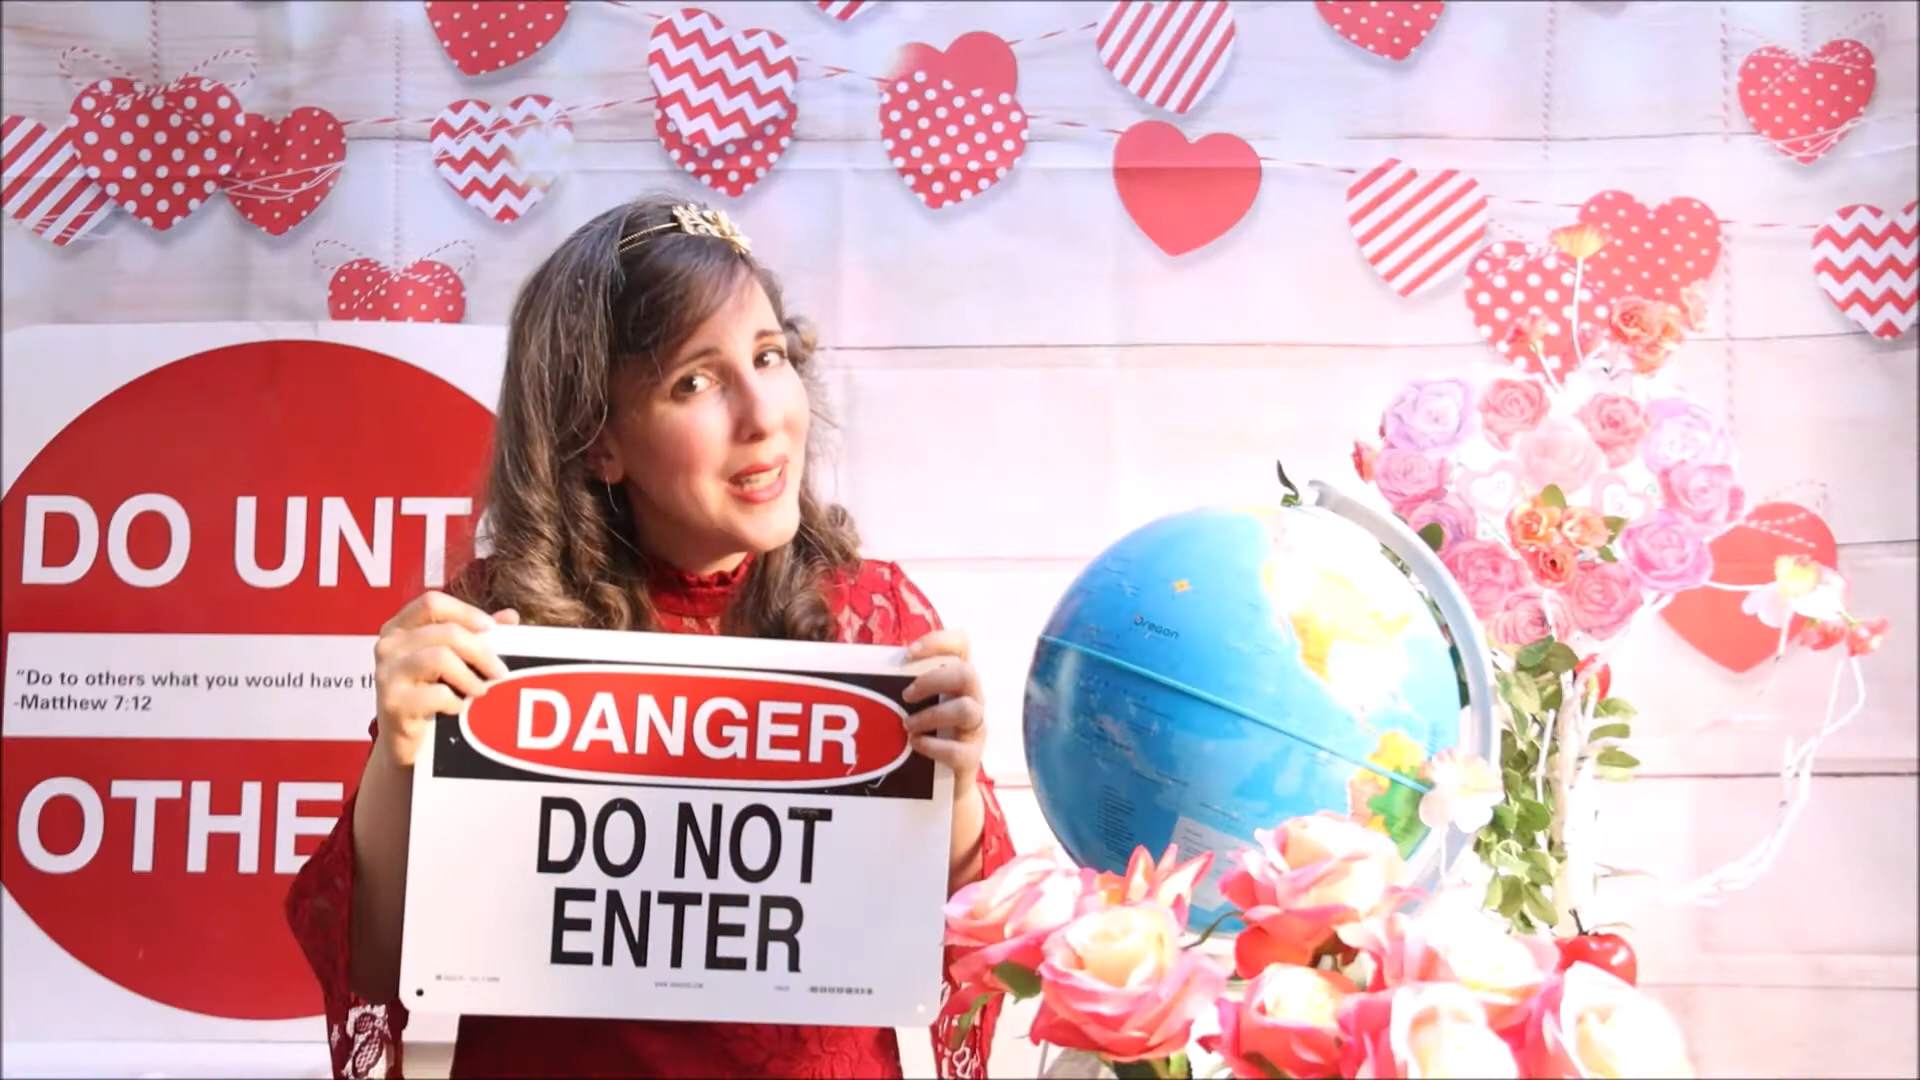 DO UNT
"Do to others what you would have th
-Matthew 7:12
OTHE
DANGER
DO NOT
ENTER
Oregon